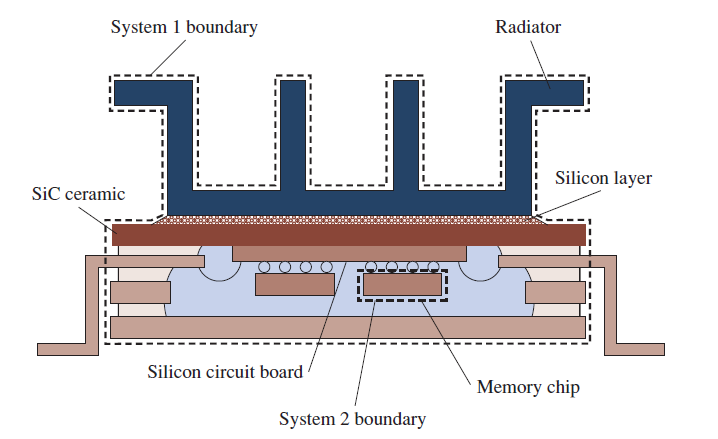 System 1 boundary
Radiator
Silicon layer
SiC ceramic
Silicon circuit board
Memory chip
System 2 boundary